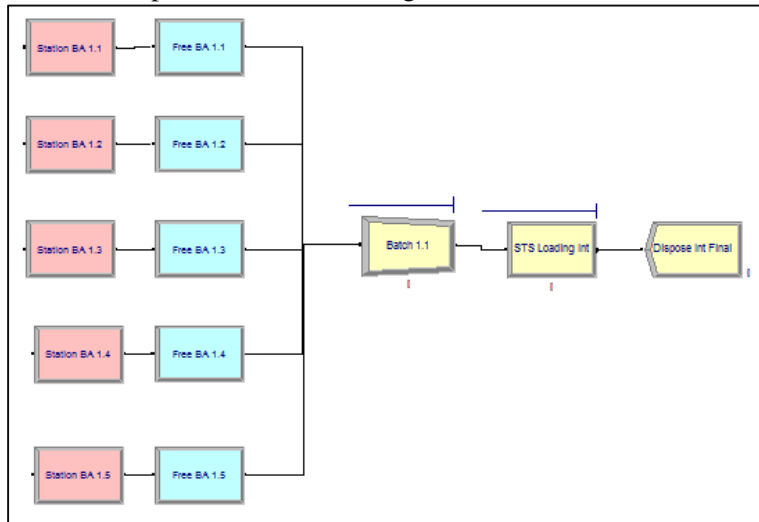 Station BA 1.1
Free BA 1.1
Station BA 1.2
Free BA 1.2
Station BA 1.3
Free BA 1.3
Batch 1.1
STS Loading Int
Dispose Int Final
Station BA 1.4
Free BA 1.4
Station BA 1.5
Free BA 1.5